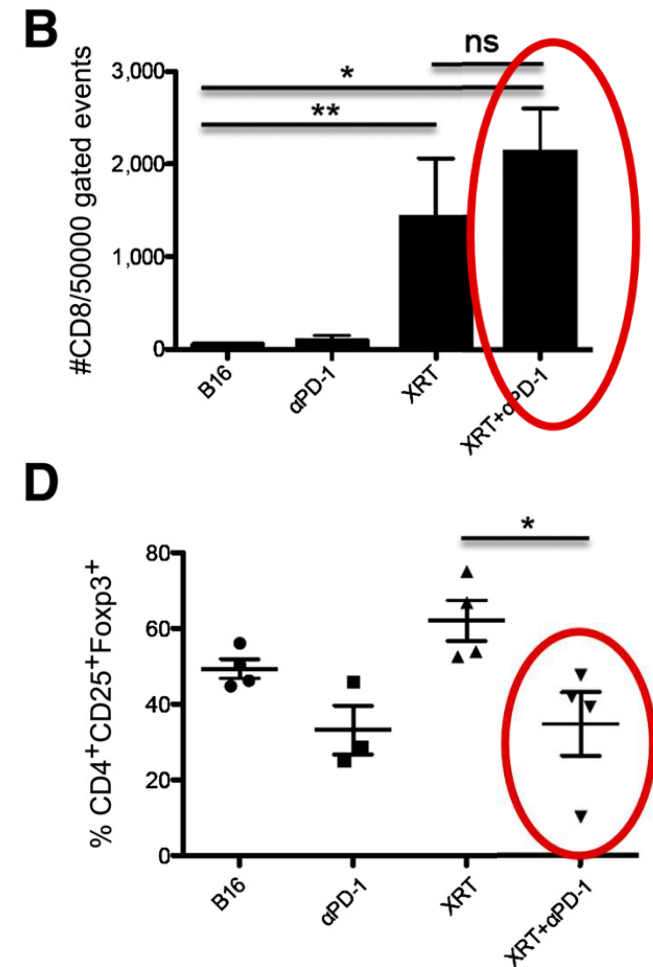 B
#CD8/50000 gated events
3,000
2,000
1,000
0
ns
*
**
B16
αPD-1
XRT
XRT+αPD-1
D
% CD4⁺CD25⁺Foxp3⁺
80
60
40
20
0
*
B16
αPD-1
XRT
XRT+αPD-1